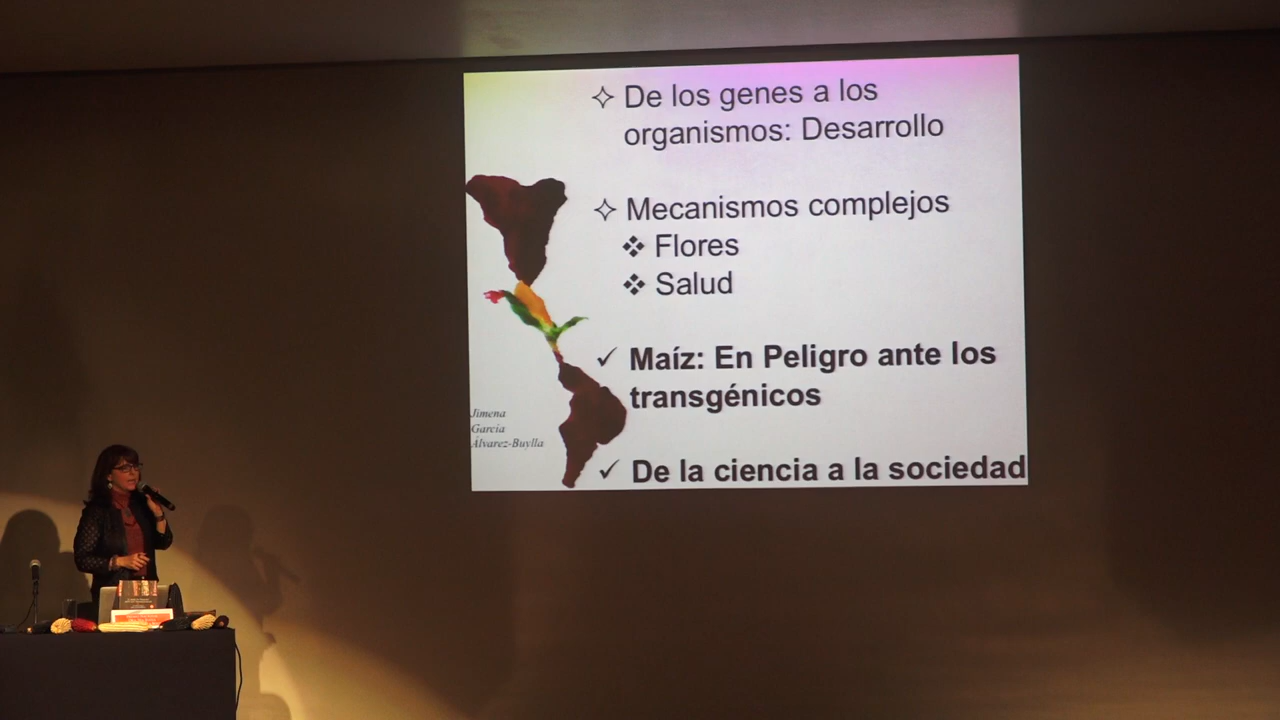 ✧ De los genes a los
organismos: Desarrollo
✧ Mecanismos complejos
❖ Flores
❖ Salud
✓ Maíz: En Peligro ante los
transgénicos
✓ De la ciencia a la sociedad
Jimena
García
Álvarez-Buylla